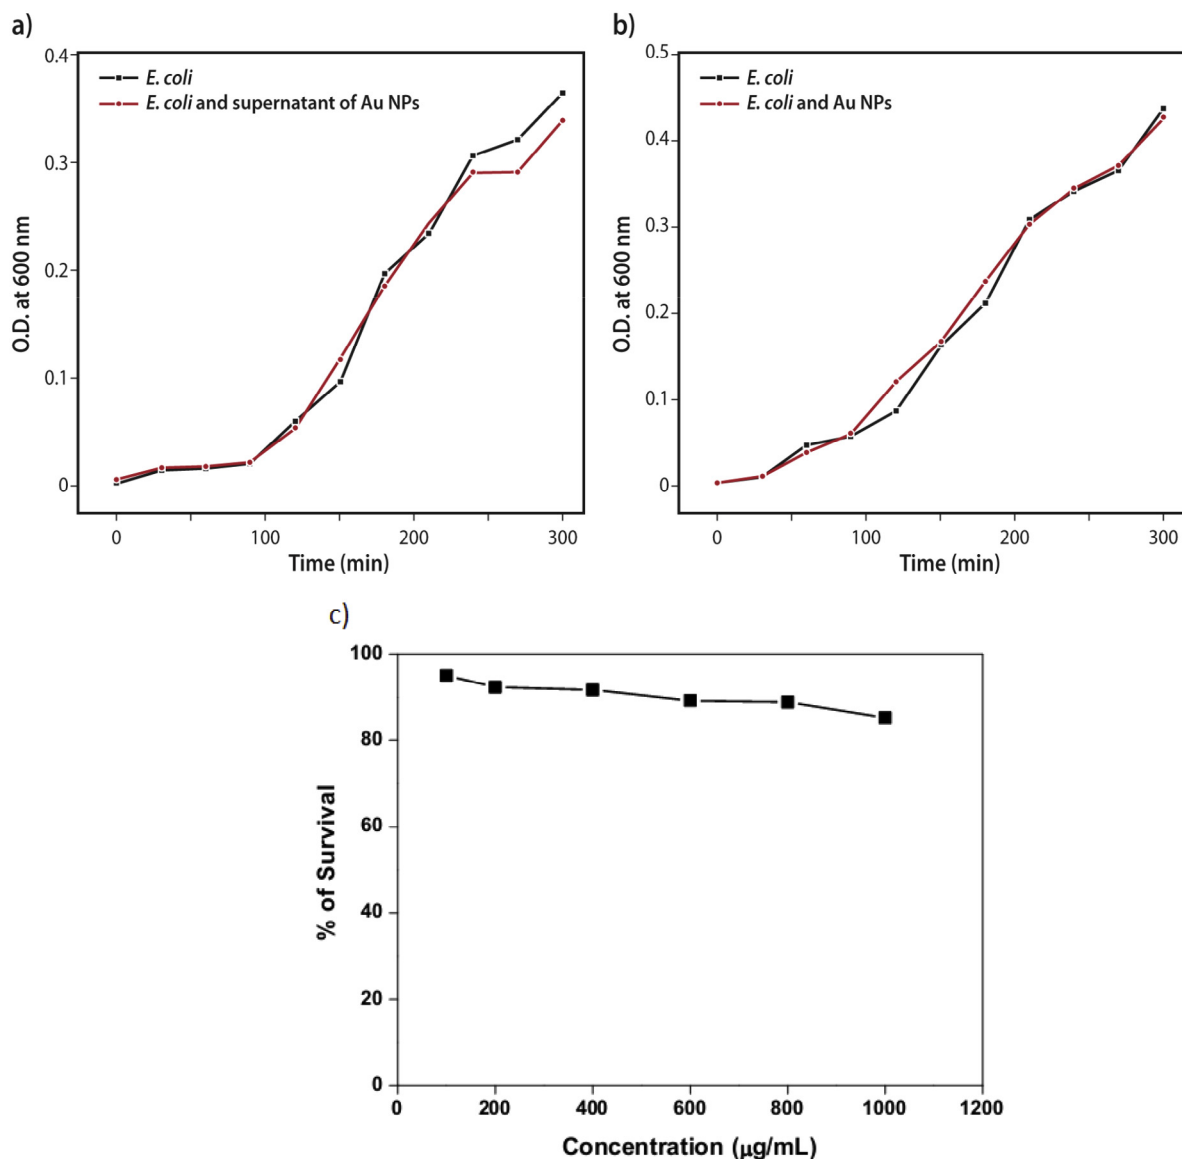 a)
0.4
0.3
0.2
0.1
0
O.D. at 600 nm
E. coli
E. coli and supernatant of Au NPs
0
100
200
300
Time (min)
b)
0.5
0.4
0.3
0.2
0.1
0
O.D. at 600 nm
E. coli
E. coli and Au NPs
0
100
200
300
Time (min)
c)
100
80
60
40
20
0
% of Survival
0
200
400
600
800
1000
1200
Concentration (µg/mL)